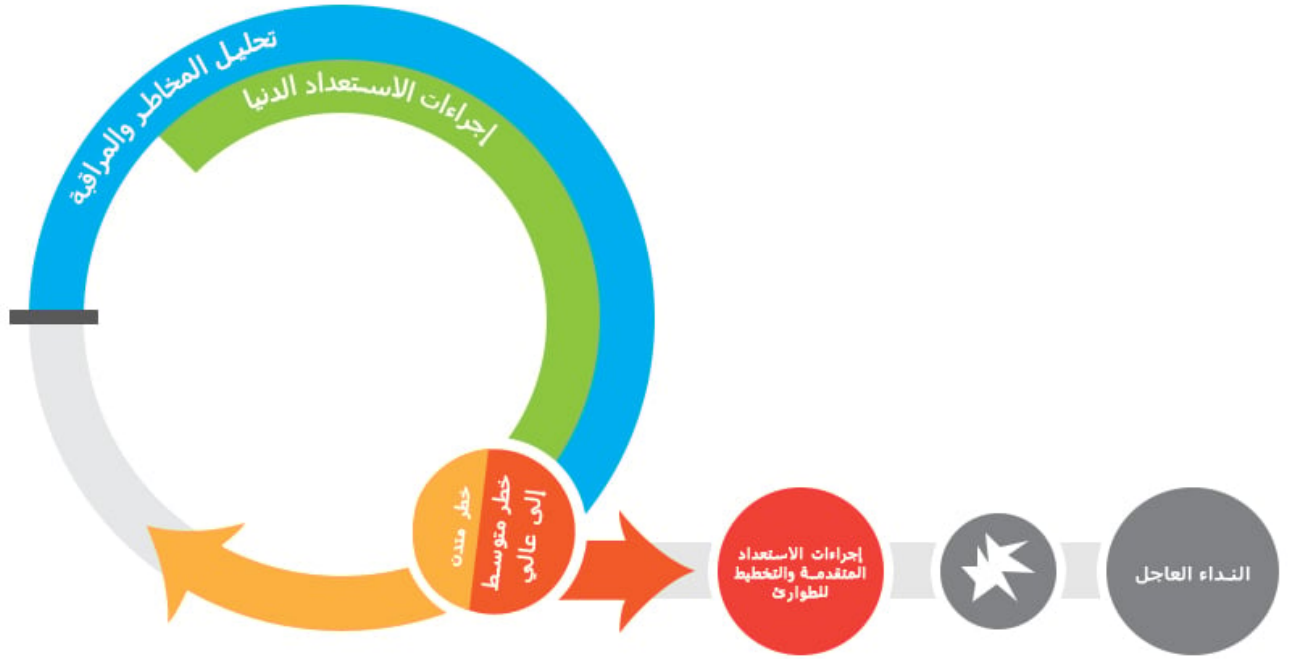 تحليل المخاطر والمراقبة
إجراءات الاستعداد الدنيا
خطر متوسط
إلى عالي
خطر متدن
إجراءات الاستعداد
المتقدمة والتخطيط
للطوارئ
النداء العاجل